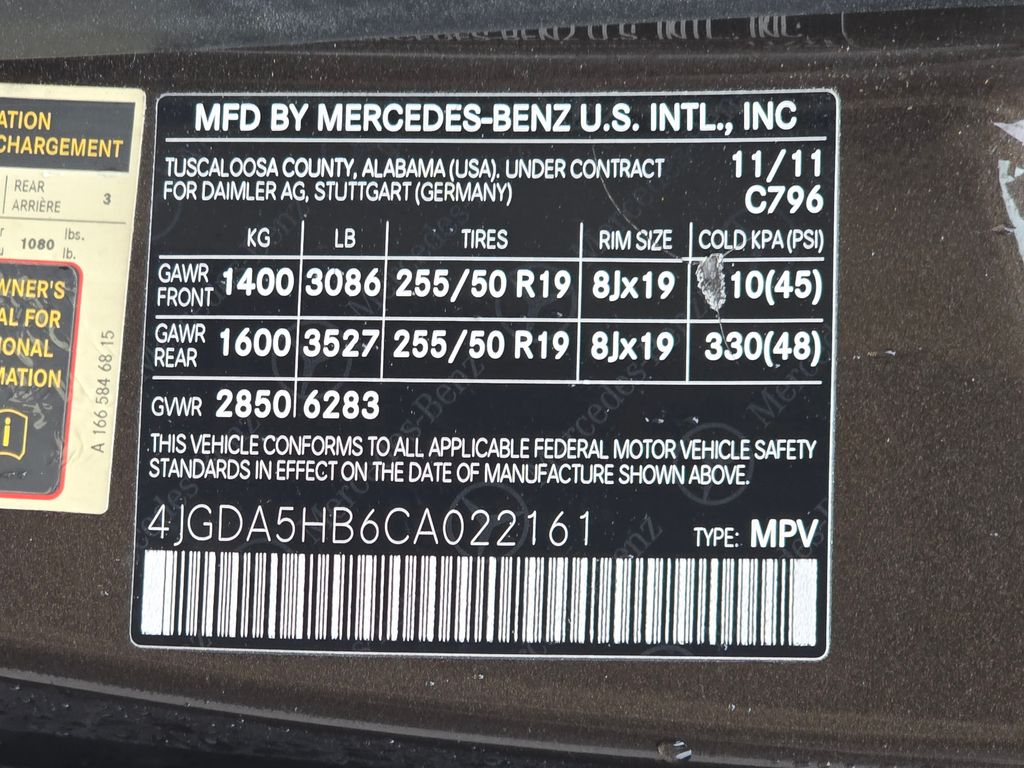 MFD BY MERCEDES-BENZ U.S. INTL., INC
TUSCALOOSA COUNTY, ALABAMA (USA). UNDER CONTRACT
FOR DAIMLER AG, STUTTGART (GERMANY)
11/11
C796
KG LB TIRES RIM SIZE COLD KPA (PSI)
GAWR FRONT 1400 3086 255/50 R19 8Jx19 10(45)
GAWR REAR 1600 3527 255/50 R19 8Jx19 330(48)
GVWR 2850 6283
THIS VEHICLE CONFORMS TO ALL APPLICABLE FEDERAL MOTOR VEHICLE SAFETY
STANDARDS IN EFFECT ON THE DATE OF MANUFACTURE SHOWN ABOVE.
4JGDA5HB6CA022161 TYPE: MPV
ATION
CHARGEMENT
REAR
ARRIÈRE 3
1080 lbs.
lb.
WNER'S
AL FOR
IONAL
MATION
i
A 166 584 68 15